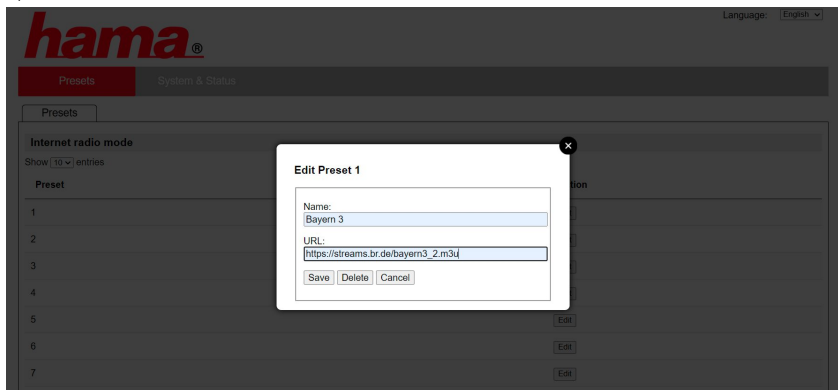 Language: English
hama®
Presets System & Status
Presets
Internet radio mode
Show 10 entries
Preset
1
2
3
4
5 Edit
6 Edit
7 Edit
Edit Preset 1
Name:
Bayern 3
URL:
https://streams.br.de/bayern3_2.m3u
Save Delete Cancel